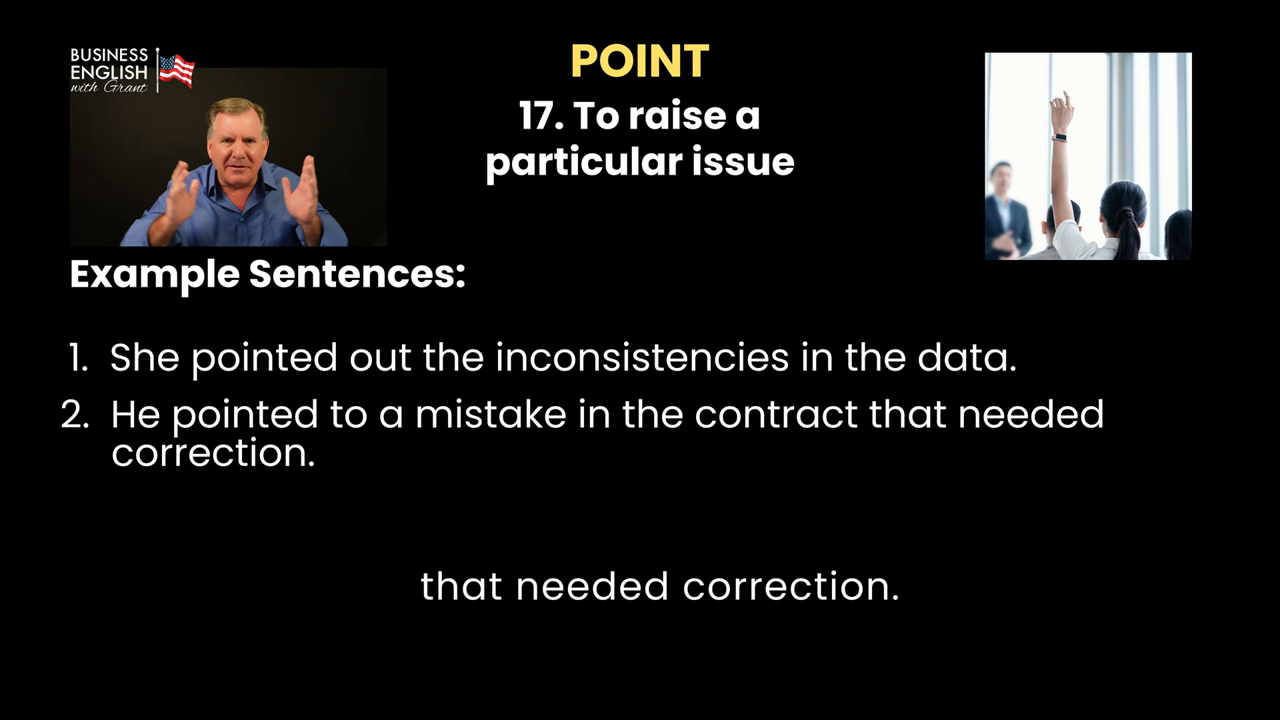 BUSINESS
ENGLISH
with Grant
POINT
17. To raise a
particular issue
Example Sentences:
1. She pointed out the inconsistencies in the data.
2. He pointed to a mistake in the contract that needed
correction.
that needed correction.